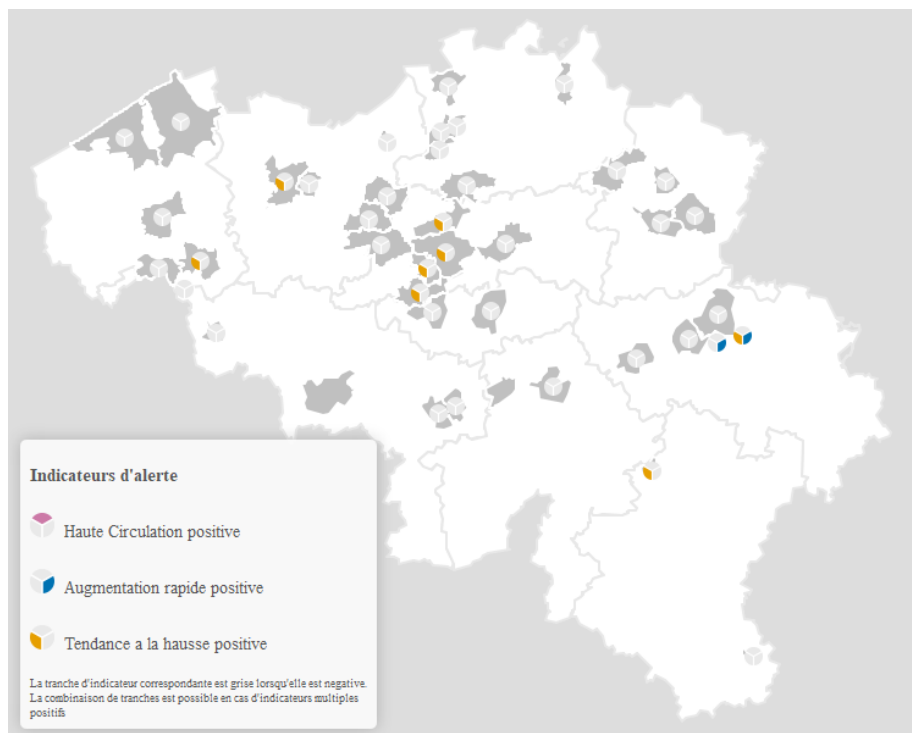 Indicateurs d'alerte
Haute Circulation positive
Augmentation rapide positive
Tendance a la hausse positive
La tranche d'indicateur correspondante est grise lorsqu'elle est negative.
La combinaison de tranches est possible en cas d'indicateurs multiples
positifs